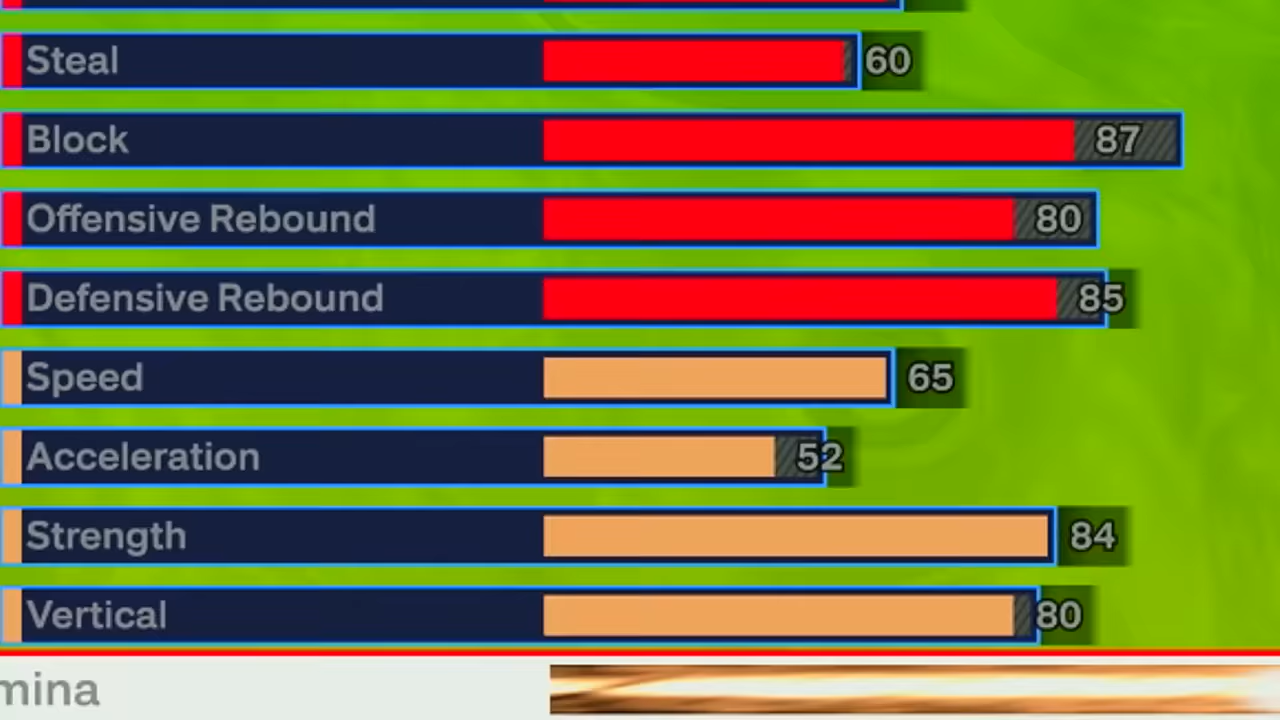 Steal 60
Block 87
Offensive Rebound 80
Defensive Rebound 85
Speed 65
Acceleration 52
Strength 84
Vertical 80
mina